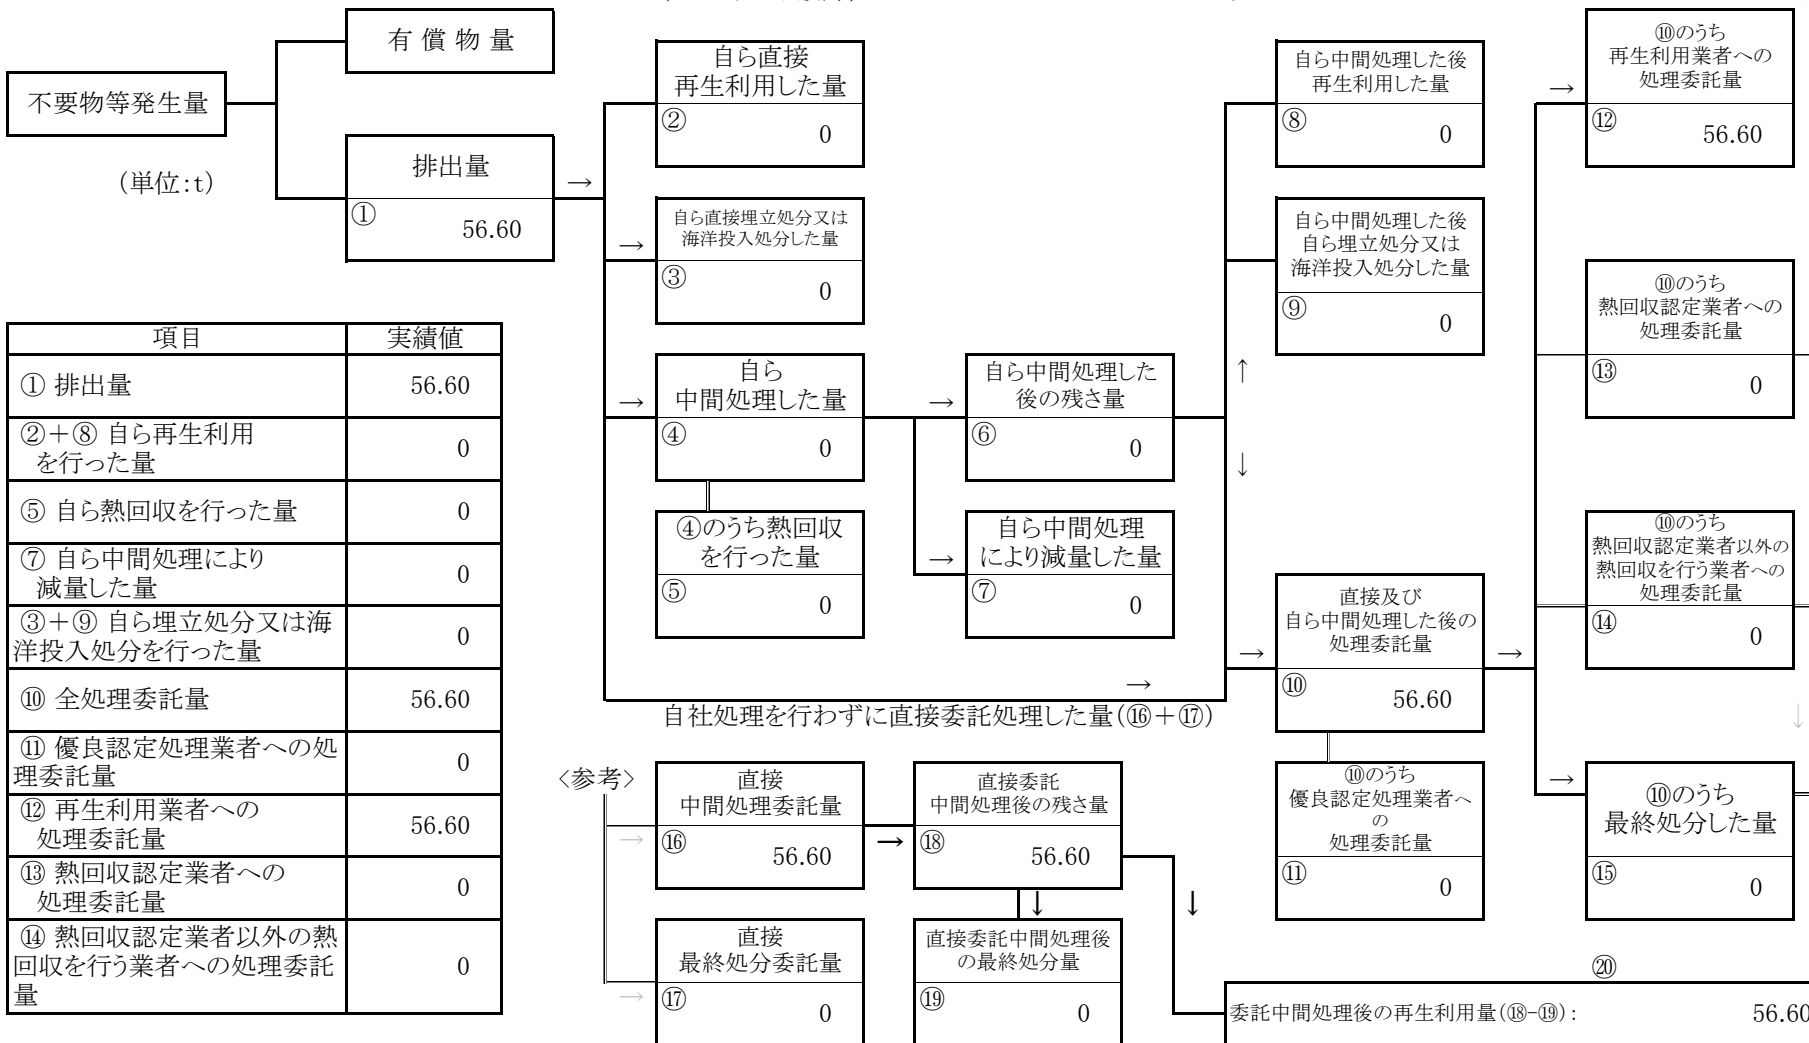 有償物量
不要物等発生量
(単位:t)
排出量
① 56.60
→
自ら直接
再生利用した量
② 0
→
自ら直接埋立処分又は
海洋投入処分した量
③ 0
→
自ら
中間処理した量
④ 0
④のうち熱回収
を行った量
⑤ 0
→
自ら中間処理した
後の残さ量
⑥ 0
→
自ら中間処理
により減量した量
⑦ 0
↑
↓
自ら中間処理した後
再生利用した量
⑧ 0
自ら中間処理した後
自ら埋立処分又は
海洋投入処分した量
⑨ 0
→
直接及び
自ら中間処理した後の
処理委託量
⑩ 56.60
→
⑩のうち
優良認定処理業者へ
の
処理委託量
⑪ 0
→
⑩のうち
再生利用業者への
処理委託量
⑫ 56.60
⑩のうち
熱回収認定業者への
処理委託量
⑬ 0
⑩のうち
熱回収認定業者以外の
熱回収を行う業者への
処理委託量
⑭ 0
↓
→
⑩のうち
最終処分した量
⑮ 0
→
自社処理を行わずに直接委託処理した量(⑯+⑰)
<参考>
→
直接
中間処理委託量
⑯ 56.60
→
直接
最終処分委託量
⑰ 0
→
直接委託
中間処理後の残さ量
⑱ 56.60
↓
直接委託中間処理後
の最終処分量
⑲ 0
↓
⑳
委託中間処理後の再生利用量(⑱-⑲): 56.60
項目 実績値
① 排出量 56.60
②+⑧ 自ら再生利用
を行った量 0
⑤ 自ら熱回収を行った量 0
⑦ 自ら中間処理により
減量した量 0
③+⑨ 自ら埋立処分又は海
洋投入処分を行った量 0
⑩ 全処理委託量 56.60
⑪ 優良認定処理業者への処
理委託量 0
⑫ 再生利用業者への
処理委託量 56.60
⑬ 熱回収認定業者への
処理委託量 0
⑭ 熱回収認定業者以外の熱
回収を行う業者への処理委託
量 0